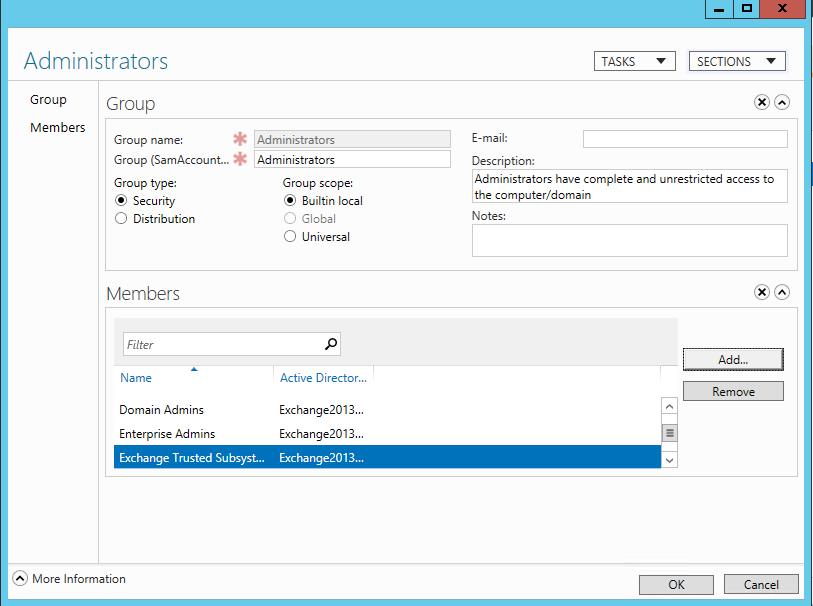 Administrators
TASKS
SECTIONS
Group
Members
Group
Group name:
Administrators
Group (SamAccount...
Administrators
Group type:
Security
Distribution
Group scope:
Builtin local
Global
Universal
E-mail:
Description:
Administrators have complete and unrestricted access to
the computer/domain
Notes:
Members
Filter
Name Active Director...
Domain Admins Exchange2013...
Enterprise Admins Exchange2013...
Exchange Trusted Subsyst... Exchange2013...
Add...
Remove
More Information
OK
Cancel